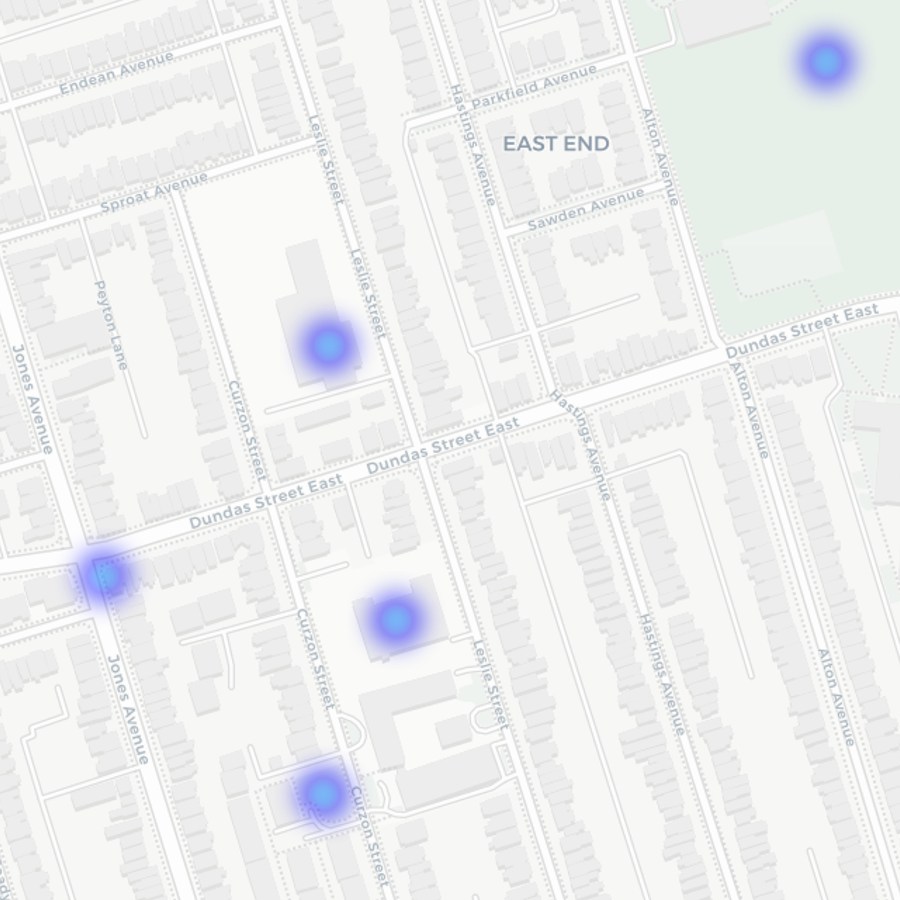 Endean Avenue
Parkfield Avenue
Hastings Avenue
Leslie Street
EAST END
Alton Avenue
Sproat Avenue
Sawden Avenue
Leslie Street
Peyton Lane
Dundas Street East
Jones Avenue
Curzon Street
Alton Avenue
Hastings Avenue
Dundas Street East
Dundas Street East
Curzon Street
Hastings Avenue
Leslie Street
Jones Avenue
Alton Avenue
Curzon Street